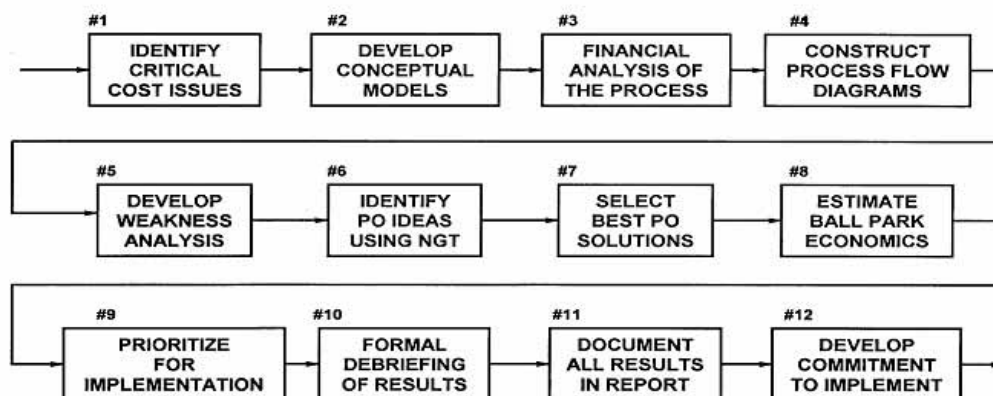 #1
IDENTIFY
CRITICAL
COST ISSUES
#2
DEVELOP
CONCEPTUAL
MODELS
#3
FINANCIAL
ANALYSIS OF
THE PROCESS
#4
CONSTRUCT
PROCESS FLOW
DIAGRAMS
#5
DEVELOP
WEAKNESS
ANALYSIS
#6
IDENTIFY
PO IDEAS
USING NGT
#7
SELECT
BEST PO
SOLUTIONS
#8
ESTIMATE
BALL PARK
ECONOMICS
#9
PRIORITIZE
FOR
IMPLEMENTATION
#10
FORMAL
DEBRIEFING
OF RESULTS
#11
DOCUMENT
ALL RESULTS
IN REPORT
#12
DEVELOP
COMMITMENT
TO IMPLEMENT